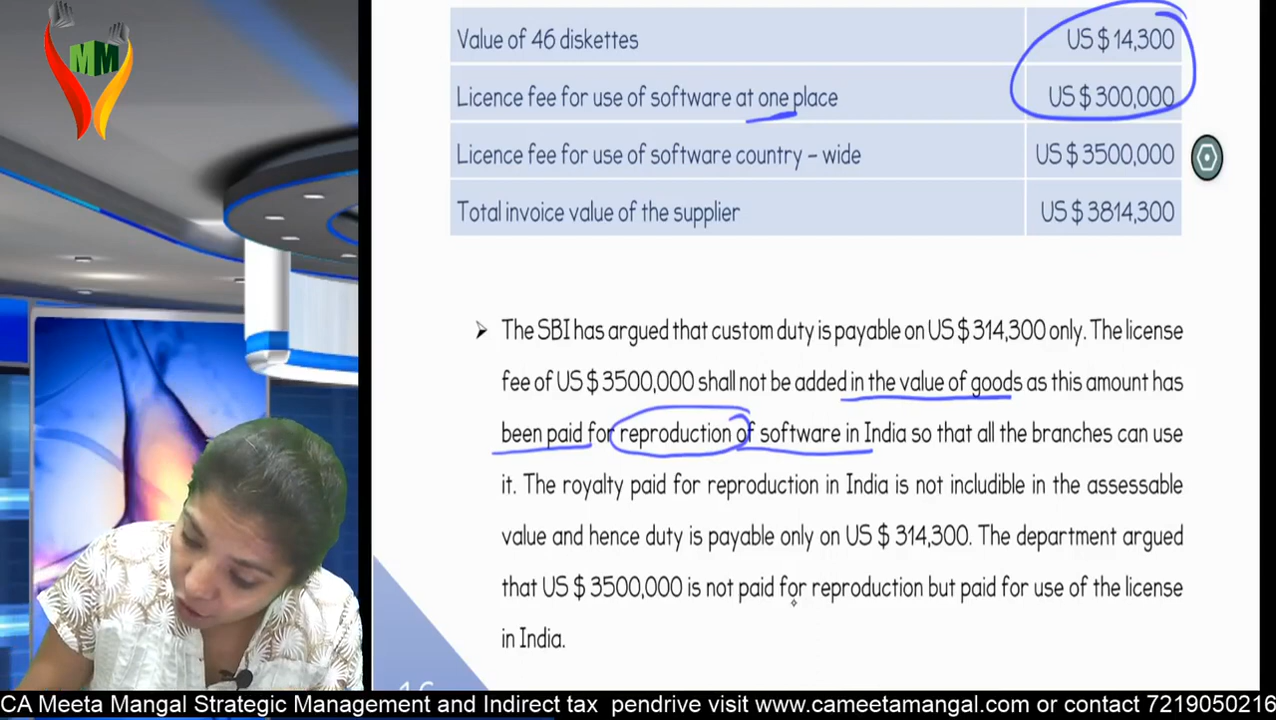 MM
Value of 46 diskettes US $ 14,300
Licence fee for use of software at one place US $ 300,000
Licence fee for use of software country – wide US $ 3500,000
Total invoice value of the supplier US $ 3814,300
➢ The SBI has argued that custom duty is payable on US $ 314,300 only. The license
fee of US $ 3500,000 shall not be added in the value of goods as this amount has
been paid for reproduction of software in India so that all the branches can use
it. The royalty paid for reproduction in India is not includible in the assessable
value and hence duty is payable only on US $ 314,300. The department argued
that US $ 3500,000 is not paid for reproduction but paid for use of the license
in India.
CA Meeta Mangal Strategic Management and Indirect tax pendrive visit www.cameetamangal.com or contact 7219050216